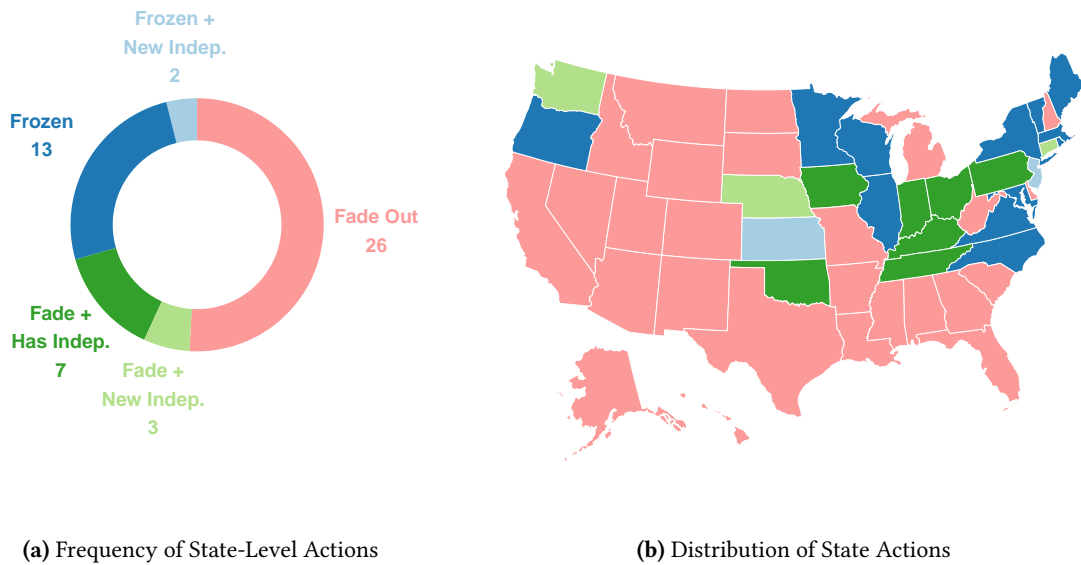 Frozen +
New Indep.
2
Frozen
13
Fade Out
26
Fade +
Has Indep.
7
Fade +
New Indep.
3
(a) Frequency of State-Level Actions
(b) Distribution of State Actions